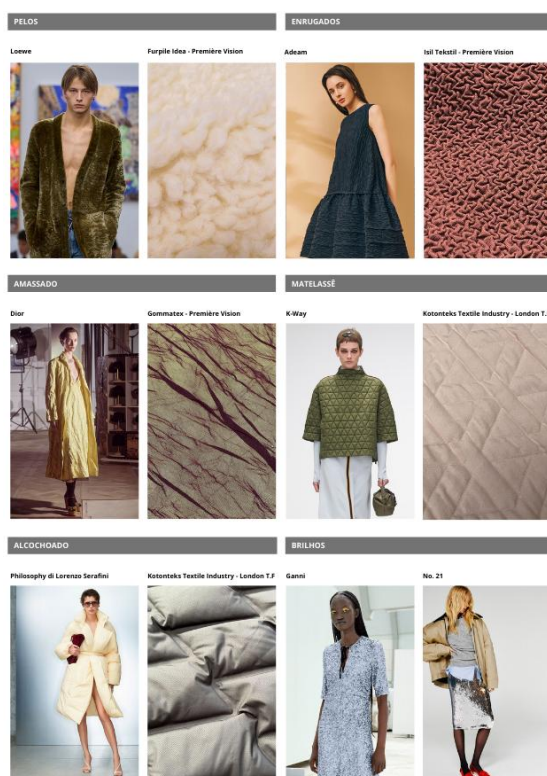 PELOS
ENRUGADOS
Loewe
Furpile Idea - Première Vision
Adeam
Isil Tekstil - Première Vision
AMASSADO
MATELASSÊ
Dior
Gommatex - Première Vision
K-Way
Kotonteks Textile Industry - London T.
ALCOCHOADO
BRILHOS
Philosophy di Lorenzo Serafini
Kotonteks Textile Industry - London T.F
Ganni
No. 21